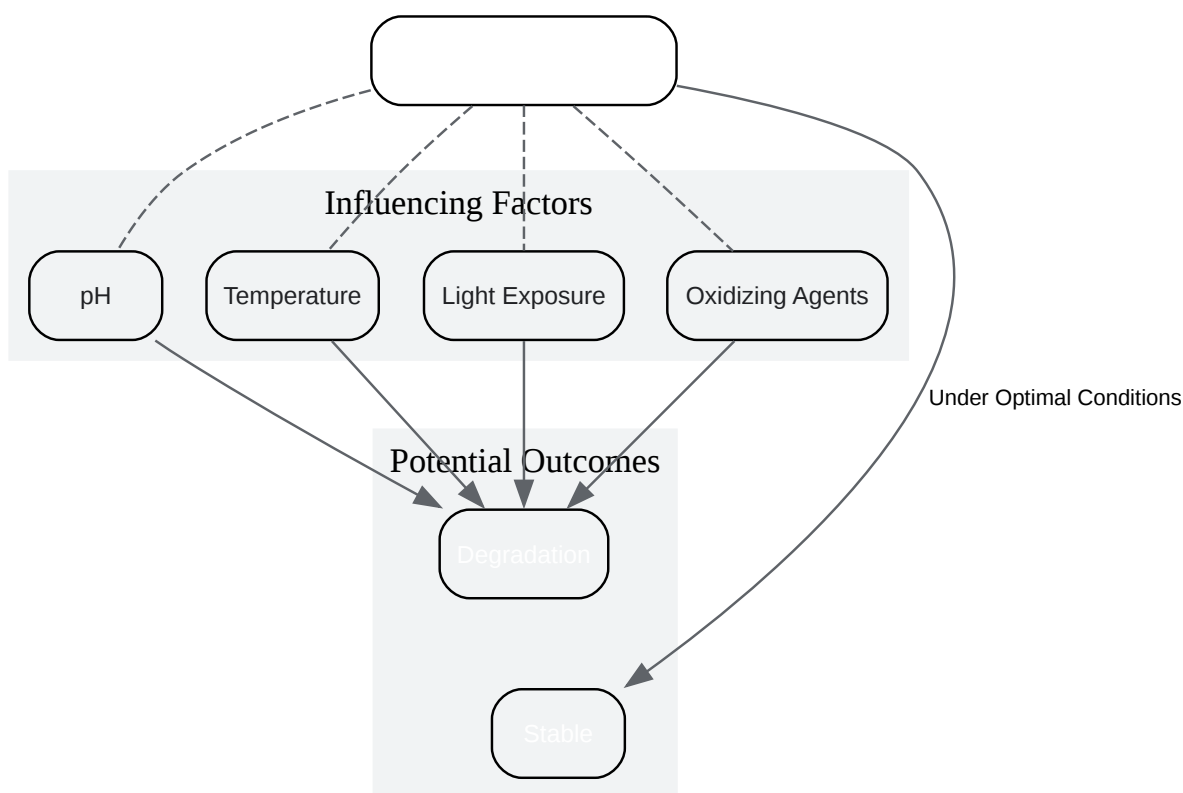 Influencing Factors
pH
Temperature
Light Exposure
Oxidizing Agents
Under Optimal Conditions
Potential Outcomes
Degradation
Stable